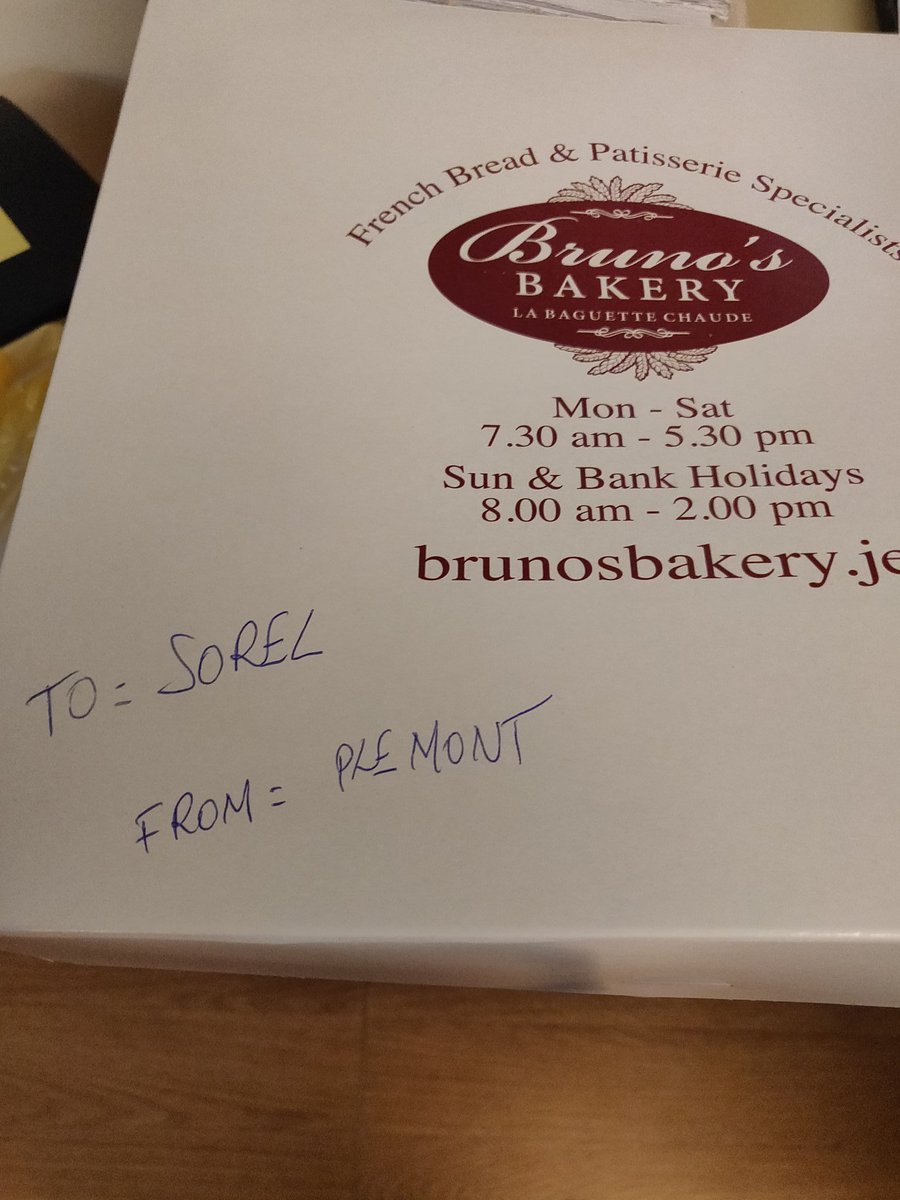 French Bread & Patisserie Specialists
Bruno's
BAKERY
LA BAGUETTE CHAUDE
Mon - Sat
7.30 am - 5.30 pm
Sun & Bank Holidays
8.00 am - 2.00 pm
brunosbakery.je
TO = SOREL
FROM = PLEMONT